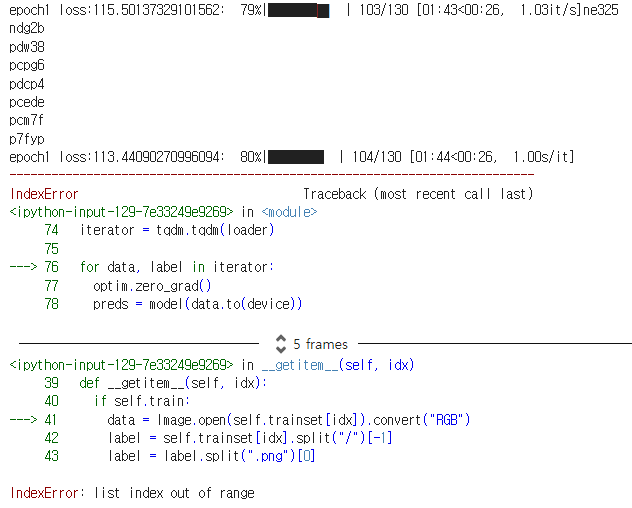 epoch1 loss:115.50137329101562:  79%|███████▉  | 103/130 [01:43<00:26,  1.03it/s]ne325
ndg2b
pdw38
pcpg6
pdcp4
pcede
pcm7f
p7fyp
epoch1 loss:113.44090270996094:  80%|████████  | 104/130 [01:44<00:26,  1.00s/it]
---------------------------------------------------------------------------
IndexError                                Traceback (most recent call last)
<ipython-input-129-7e33249e9269> in <module>
     74   iterator = tqdm.tqdm(loader)
     75
---> 76   for data, label in iterator:
     77     optim.zero_grad()
     78     preds = model(data.to(device))
5 frames
<ipython-input-129-7e33249e9269> in __getitem__(self, idx)
     39   def __getitem__(self, idx):
     40     if self.train:
---> 41       data = Image.open(self.trainset[idx]).convert("RGB")
     42       label = self.trainset[idx].split("/")[-1]
     43       label = label.split(".png")[0]
IndexError: list index out of range